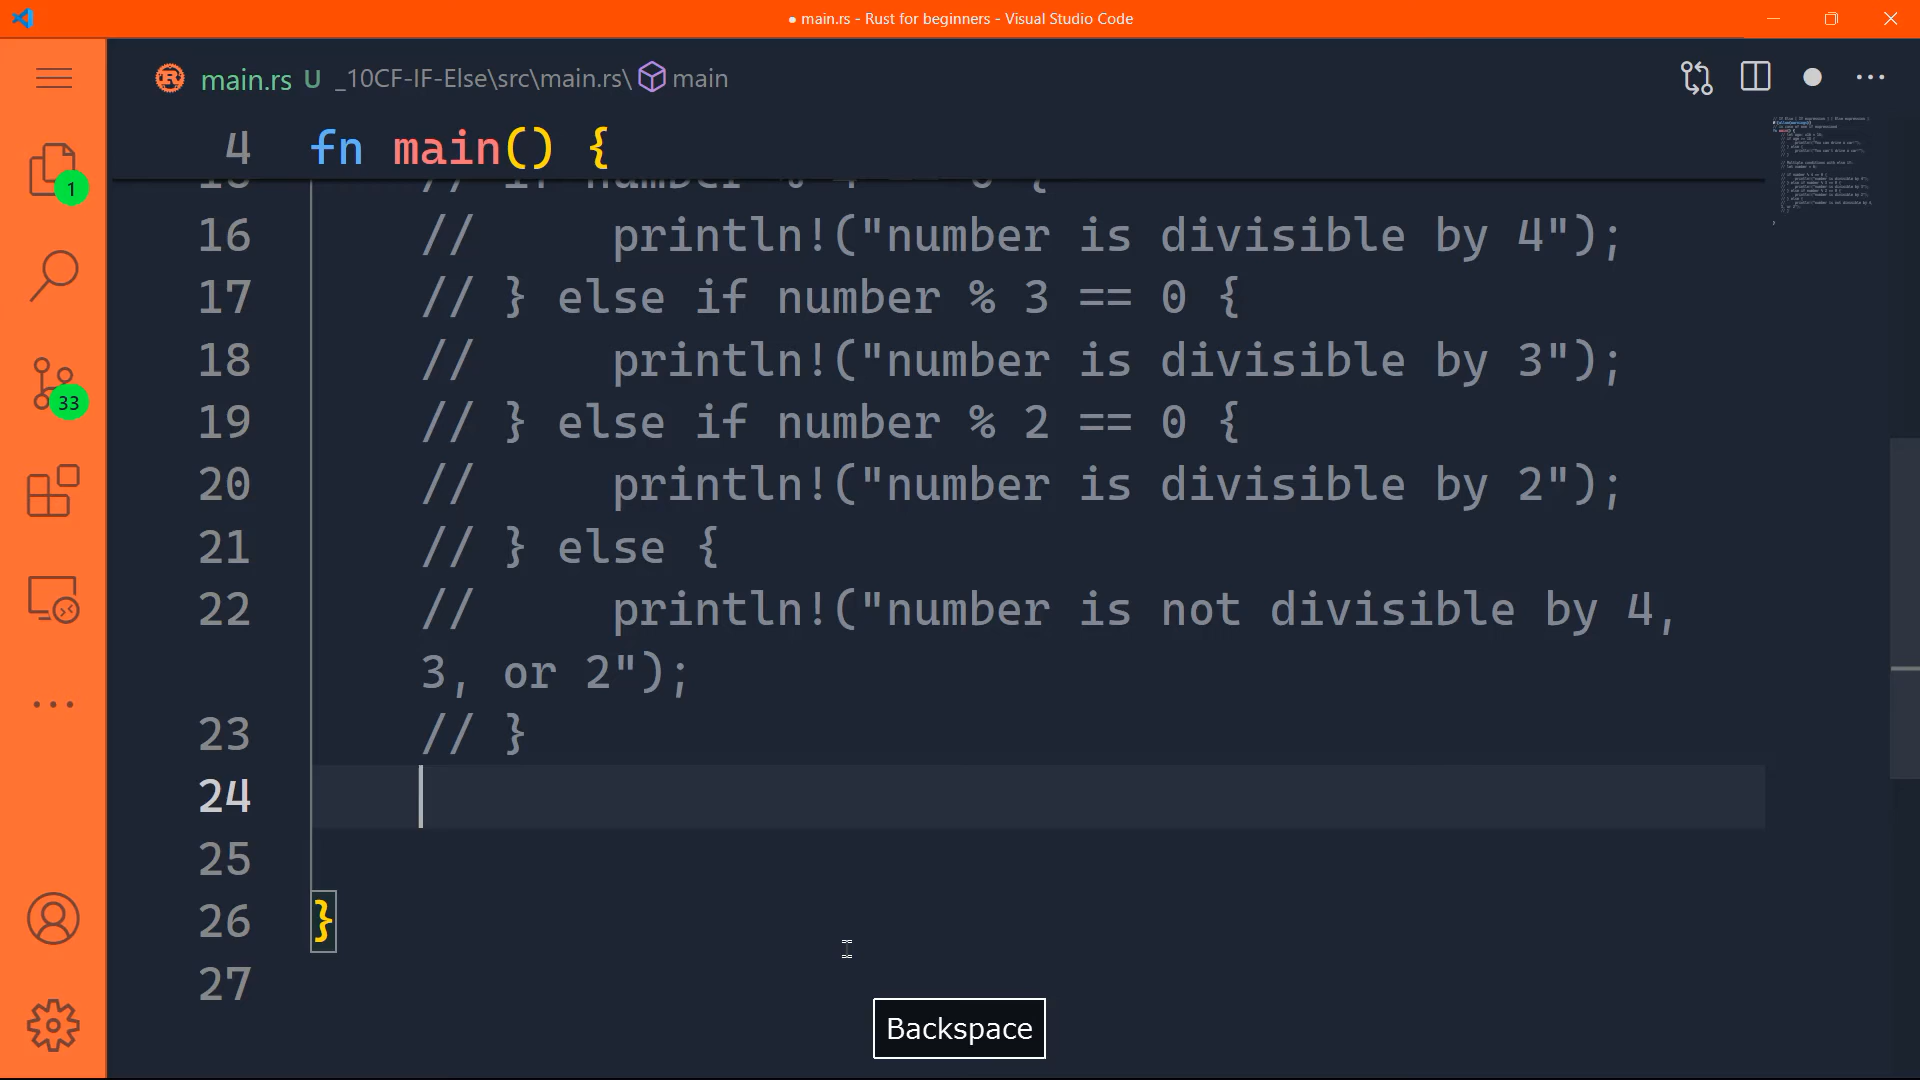 ● main.rs - Rust for beginners - Visual Studio Code
main.rs U _10CF-IF-Else\src\main.rs\ main
1
33
4 fn main() {
16 //     println!("number is divisible by 4");
17 // } else if number % 3 == 0 {
18 //     println!("number is divisible by 3");
19 // } else if number % 2 == 0 {
20 //     println!("number is divisible by 2");
21 // } else {
22 //     println!("number is not divisible by 4,
3, or 2");
23 // }
24
25
26 }
27
Backspace